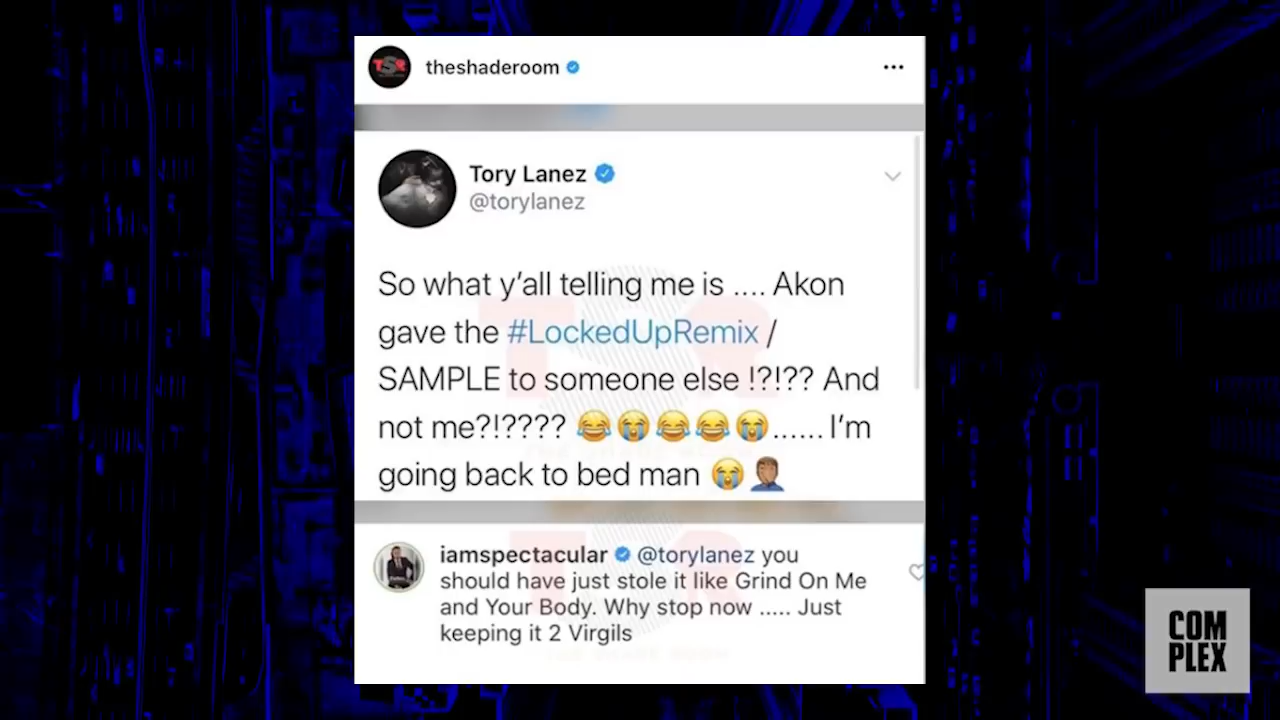 TSR
theshaderoom
Tory Lanez
@torylanez
So what y'all telling me is .... Akon
gave the #LockedUpRemix /
SAMPLE to someone else !?!?? And
not me?!???? 😂😭😂😂😭...... I'm
going back to bed man 😭🤦🏾‍♂️
iamspectacular @torylanez you
should have just stole it like Grind On Me
and Your Body. Why stop now ..... Just
keeping it 2 Virgils
COM
PLEX